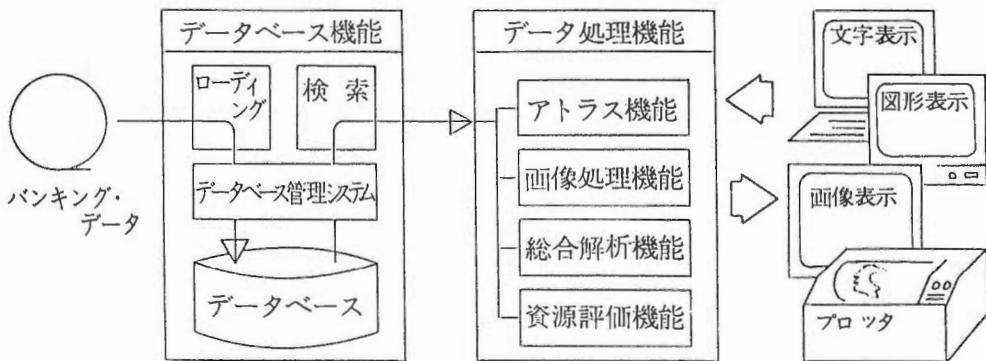 バンキング・
データ
データベース機能
ローディ
ング
検 索
データベース管理システム
データベース
データ処理機能
アトラス機能
画像処理機能
総合解析機能
資源評価機能
文字表示
図形表示
画像表示
プロッタ